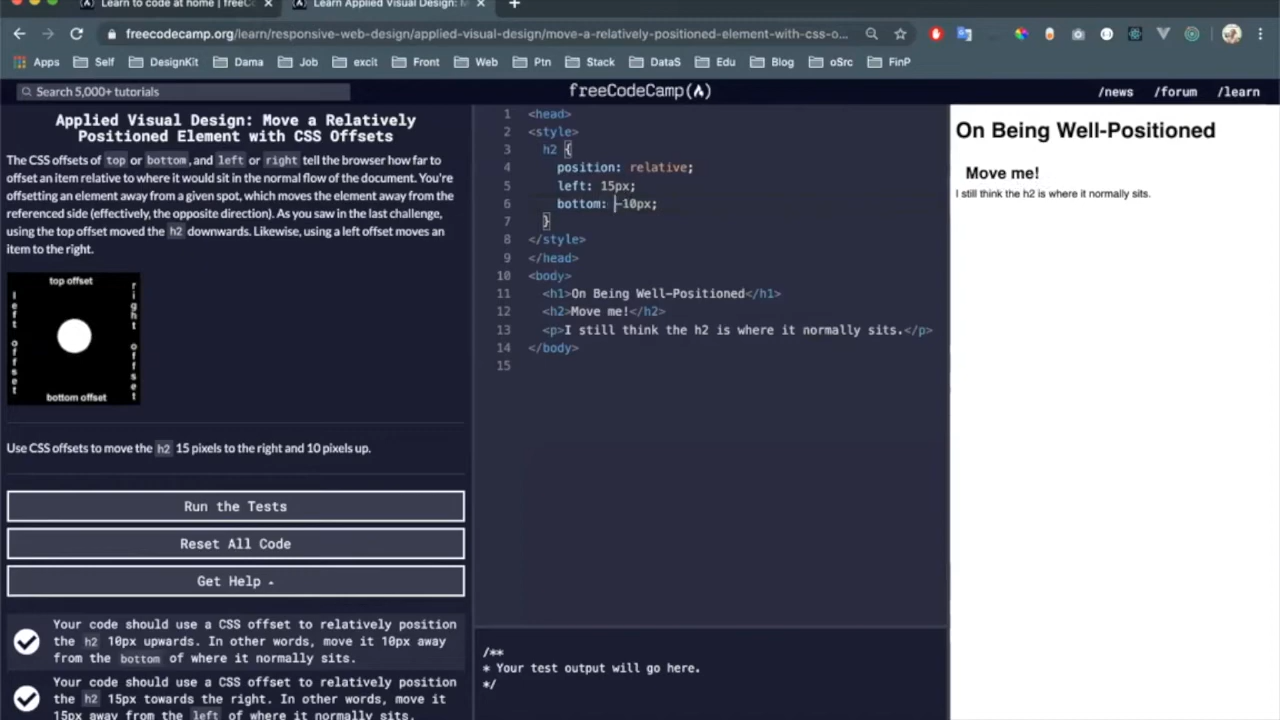 Learn to code at home | freeC
Learn Applied Visual Design: M
freecodecamp.org/learn/responsive-web-design/applied-visual-design/move-a-relatively-positioned-element-with-css-o...
Apps Self DesignKit Dama Job excit Front Web Ptn Stack DataS Edu Blog oSrc FinP
Search 5,000+ tutorials
freeCodeCamp
/news /forum /learn
Applied Visual Design: Move a Relatively
Positioned Element with CSS Offsets
The CSS offsets of top or bottom, and left or right tell the browser how far to
offset an item relative to where it would sit in the normal flow of the document. You're
offsetting an element away from a given spot, which moves the element away from the
referenced side (effectively, the opposite direction). As you saw in the last challenge,
using the top offset moved the h2 downwards. Likewise, using a left offset moves an
item to the right.
top offset
left offset
right offset
bottom offset
Use CSS offsets to move the h2 15 pixels to the right and 10 pixels up.
Run the Tests
Reset All Code
Get Help
Your code should use a CSS offset to relatively position
the h2 10px upwards. In other words, move it 10px away
from the bottom of where it normally sits.
Your code should use a CSS offset to relatively position
the h2 15px towards the right. In other words, move it
15px away from the left of where it normally sits.
1 <head>
2 <style>
3 h2 {
4 position: relative;
5 left: 15px;
6 bottom: -10px;
7 }
8 </style>
9 </head>
10 <body>
11 <h1>On Being Well-Positioned</h1>
12 <h2>Move me!</h2>
13 <p>I still think the h2 is where it normally sits.</p>
14 </body>
15
/**
* Your test output will go here.
*/
On Being Well-Positioned
Move me!
I still think the h2 is where it normally sits.